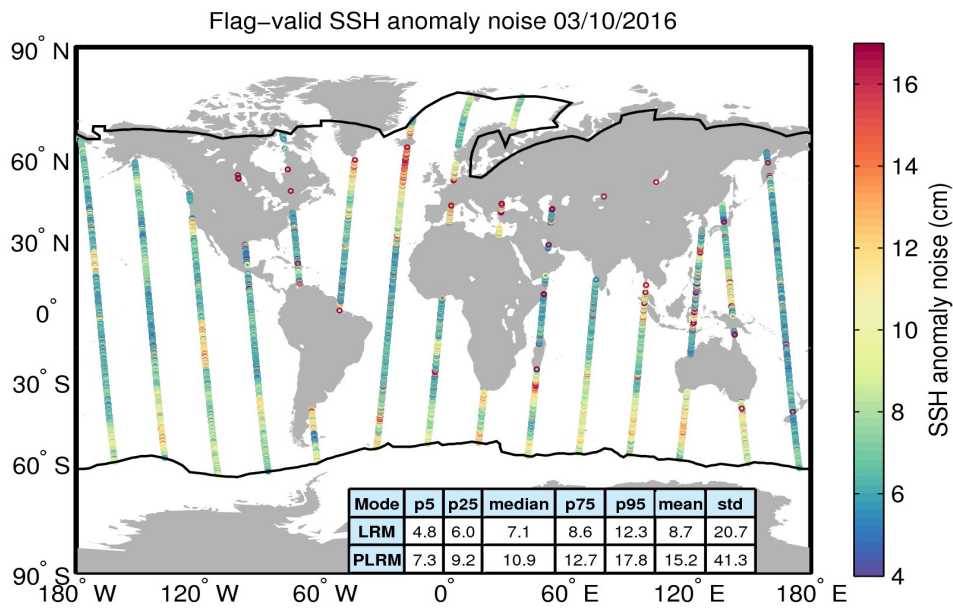 Flag−valid SSH anomaly noise 03/10/2016
90° N
60° N
30° N
0°
30° S
60° S
90° S
180° W 120° W 60° W 0° 60° E 120° E 180° E
Mode p5 p25 median p75 p95 mean std
LRM 4.8 6.0 7.1 8.6 12.3 8.7 20.7
PLRM 7.3 9.2 10.9 12.7 17.8 15.2 41.3
16
14
12
10
8
6
4
SSH anomaly noise (cm)